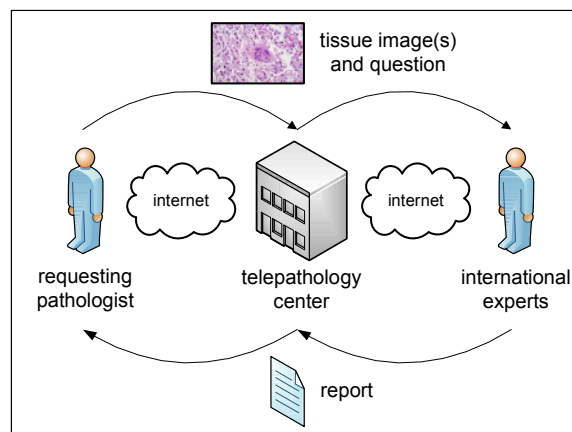 tissue image(s)
and question
internet
internet
requesting
pathologist
telepathology
center
international
experts
report